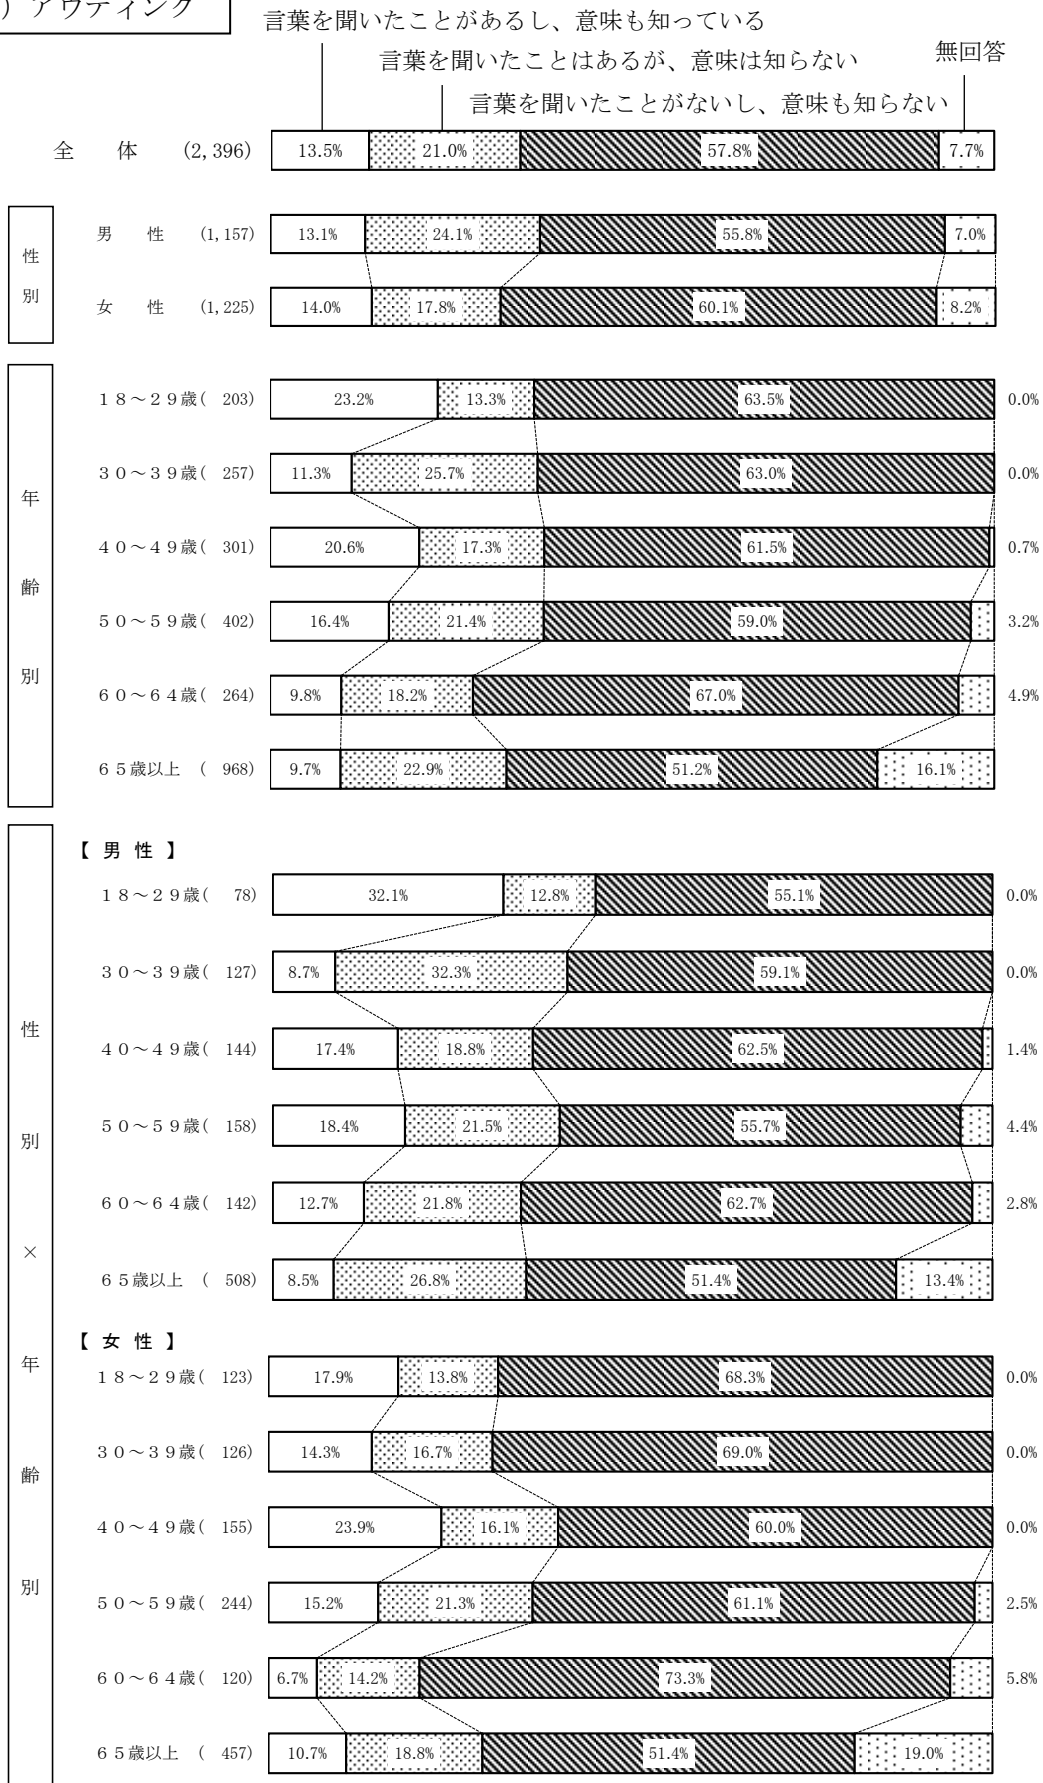 ）アウティング
言葉を聞いたことがあるし、意味も知っている
言葉を聞いたことはあるが、意味は知らない
無回答
言葉を聞いたことがないし、意味も知らない
全 体 (2,396) 13.5% 21.0% 57.8% 7.7%
性別
男 性 (1,157) 13.1% 24.1% 55.8% 7.0%
女 性 (1,225) 14.0% 17.8% 60.1% 8.2%
年齢別
18～29歳( 203) 23.2% 13.3% 63.5% 0.0%
30～39歳( 257) 11.3% 25.7% 63.0% 0.0%
40～49歳( 301) 20.6% 17.3% 61.5% 0.7%
50～59歳( 402) 16.4% 21.4% 59.0% 3.2%
60～64歳( 264) 9.8% 18.2% 67.0% 4.9%
65歳以上 ( 968) 9.7% 22.9% 51.2% 16.1%
性別×年齢別
【 男 性 】
18～29歳( 78) 32.1% 12.8% 55.1% 0.0%
30～39歳( 127) 8.7% 32.3% 59.1% 0.0%
40～49歳( 144) 17.4% 18.8% 62.5% 1.4%
50～59歳( 158) 18.4% 21.5% 55.7% 4.4%
60～64歳( 142) 12.7% 21.8% 62.7% 2.8%
65歳以上 ( 508) 8.5% 26.8% 51.4% 13.4%
【 女 性 】
18～29歳( 123) 17.9% 13.8% 68.3% 0.0%
30～39歳( 126) 14.3% 16.7% 69.0% 0.0%
40～49歳( 155) 23.9% 16.1% 60.0% 0.0%
50～59歳( 244) 15.2% 21.3% 61.1% 2.5%
60～64歳( 120) 6.7% 14.2% 73.3% 5.8%
65歳以上 ( 457) 10.7% 18.8% 51.4% 19.0%